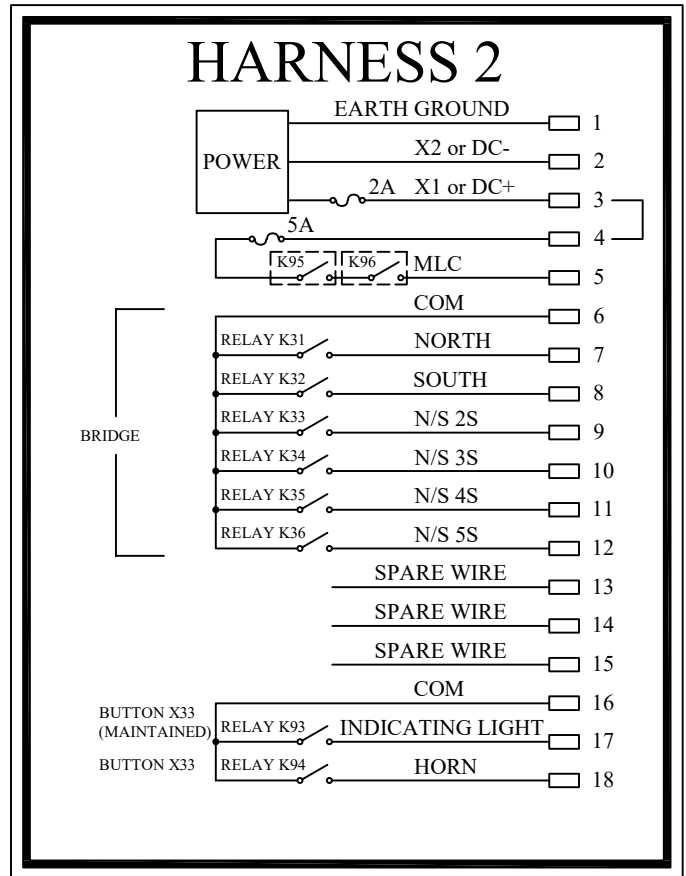 HARNESS 2
EARTH GROUND 1
POWER X2 or DC- 2
2A X1 or DC+ 3
5A 4
K95 K96 MLC 5
COM 6
RELAY K31 NORTH 7
RELAY K32 SOUTH 8
RELAY K33 N/S 2S 9
BRIDGE
RELAY K34 N/S 3S 10
RELAY K35 N/S 4S 11
RELAY K36 N/S 5S 12
SPARE WIRE 13
SPARE WIRE 14
SPARE WIRE 15
COM 16
BUTTON X33
(MAINTAINED) RELAY K93 INDICATING LIGHT 17
BUTTON X33 RELAY K94 HORN 18